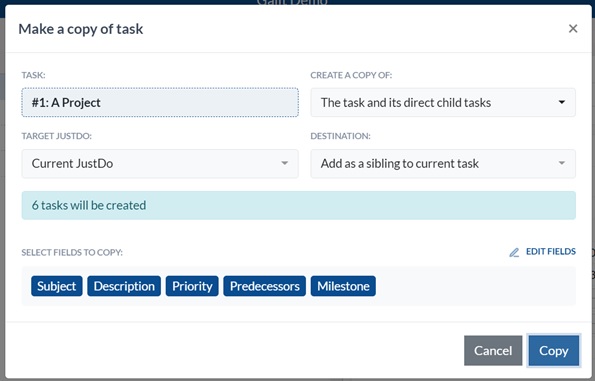 Galit Demo
Make a copy of task
×
TASK:
CREATE A COPY OF:
#1: A Project
The task and its direct child tasks
TARGET JUSTDO:
DESTINATION:
Current JustDo
Add as a sibling to current task
6 tasks will be created
SELECT FIELDS TO COPY:
EDIT FIELDS
Subject Description Priority Predecessors Milestone
Cancel Copy